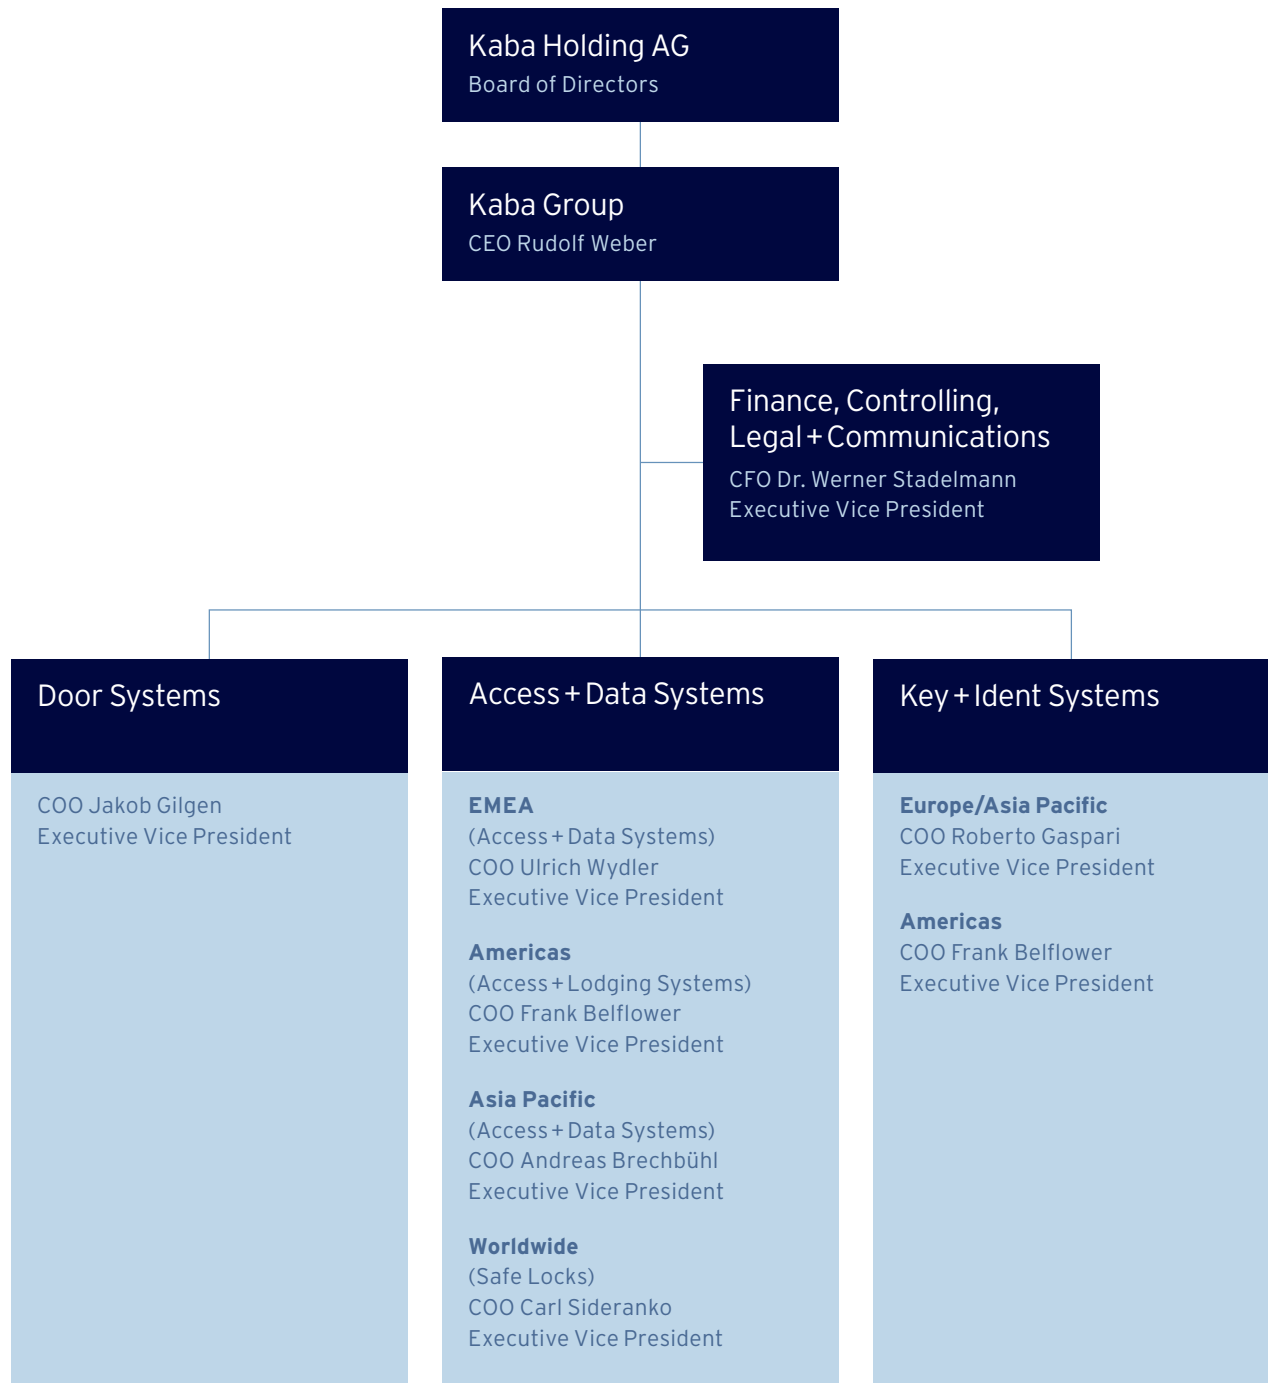 Kaba Holding AG
Board of Directors
Kaba Group
CEO Rudolf Weber
Finance, Controlling,
Legal + Communications
CFO Dr. Werner Stadelmann
Executive Vice President
Door Systems
COO Jakob Gilgen
Executive Vice President
Access + Data Systems
EMEA
(Access + Data Systems)
COO Ulrich Wydler
Executive Vice President
Americas
(Access + Lodging Systems)
COO Frank Belflower
Executive Vice President
Asia Pacific
(Access + Data Systems)
COO Andreas Brechbühl
Executive Vice President
Worldwide
(Safe Locks)
COO Carl Sideranko
Executive Vice President
Key + Ident Systems
Europe/Asia Pacific
COO Roberto Gaspari
Executive Vice President
Americas
COO Frank Belflower
Executive Vice President